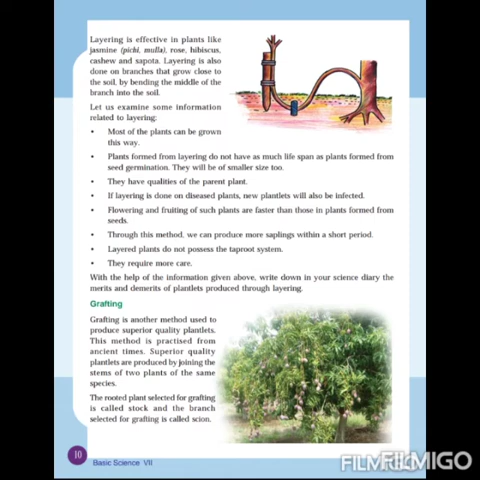 Layering is effective in plants like
jasmine (pichi, mulla), rose, hibiscus,
cashew and sapota. Layering is also
done on branches that grow close to
the soil, by bending the middle of the
branch into the soil.
Let us examine some information
related to layering:
• Most of the plants can be grown
this way.
• Plants formed from layering do not have as much life span as plants formed from
seed germination. They will be of smaller size too.
• They have qualities of the parent plant.
• If layering is done on diseased plants, new plantlets will also be infected.
• Flowering and fruiting of such plants are faster than those in plants formed from
seeds.
• Through this method, we can produce more saplings within a short period.
• Layered plants do not possess the taproot system.
• They require more care.
With the help of the information given above, write down in your science diary the
merits and demerits of plantlets produced through layering.
Grafting
Grafting is another method used to
produce superior quality plantlets.
This method is practised from
ancient times. Superior quality
plantlets are produced by joining the
stems of two plants of the same
species.
The rooted plant selected for grafting
is called stock and the branch
selected for grafting is called scion.
10
Basic Science VII
FILMIGO